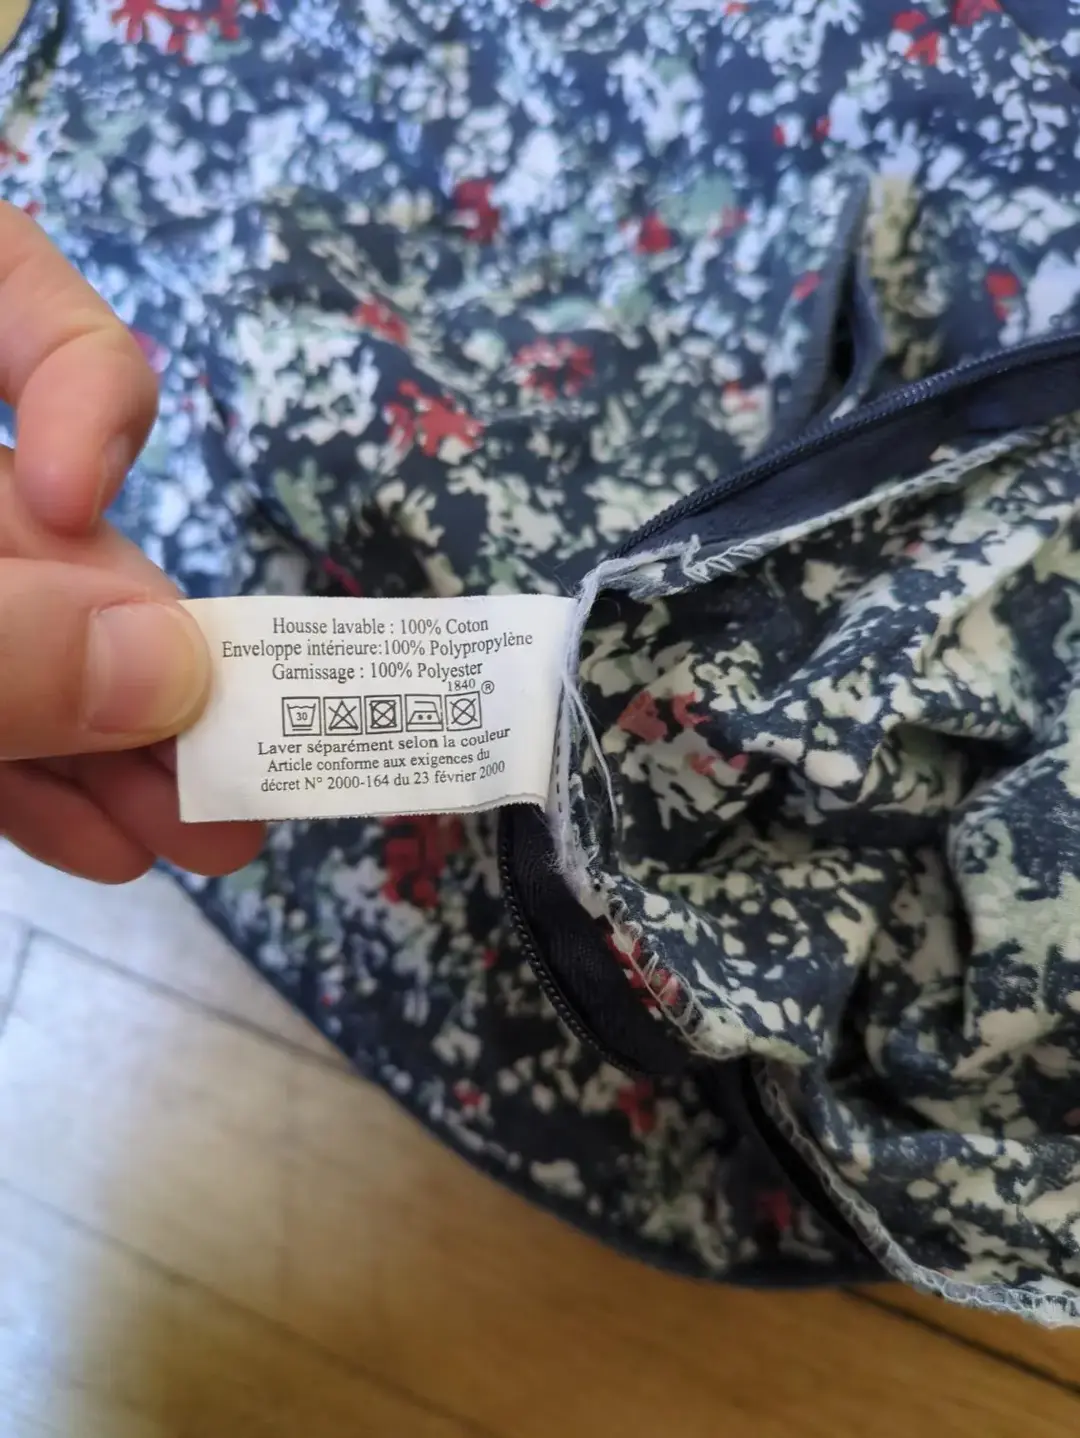 Housse lavable : 100% Coton
Enveloppe intérieure:100% Polypropylène
Garnissage : 100% Polyester
1840 ®
30
Laver séparément selon la couleur
Article conforme aux exigences du
décret N° 2000-164 du 23 février 2000